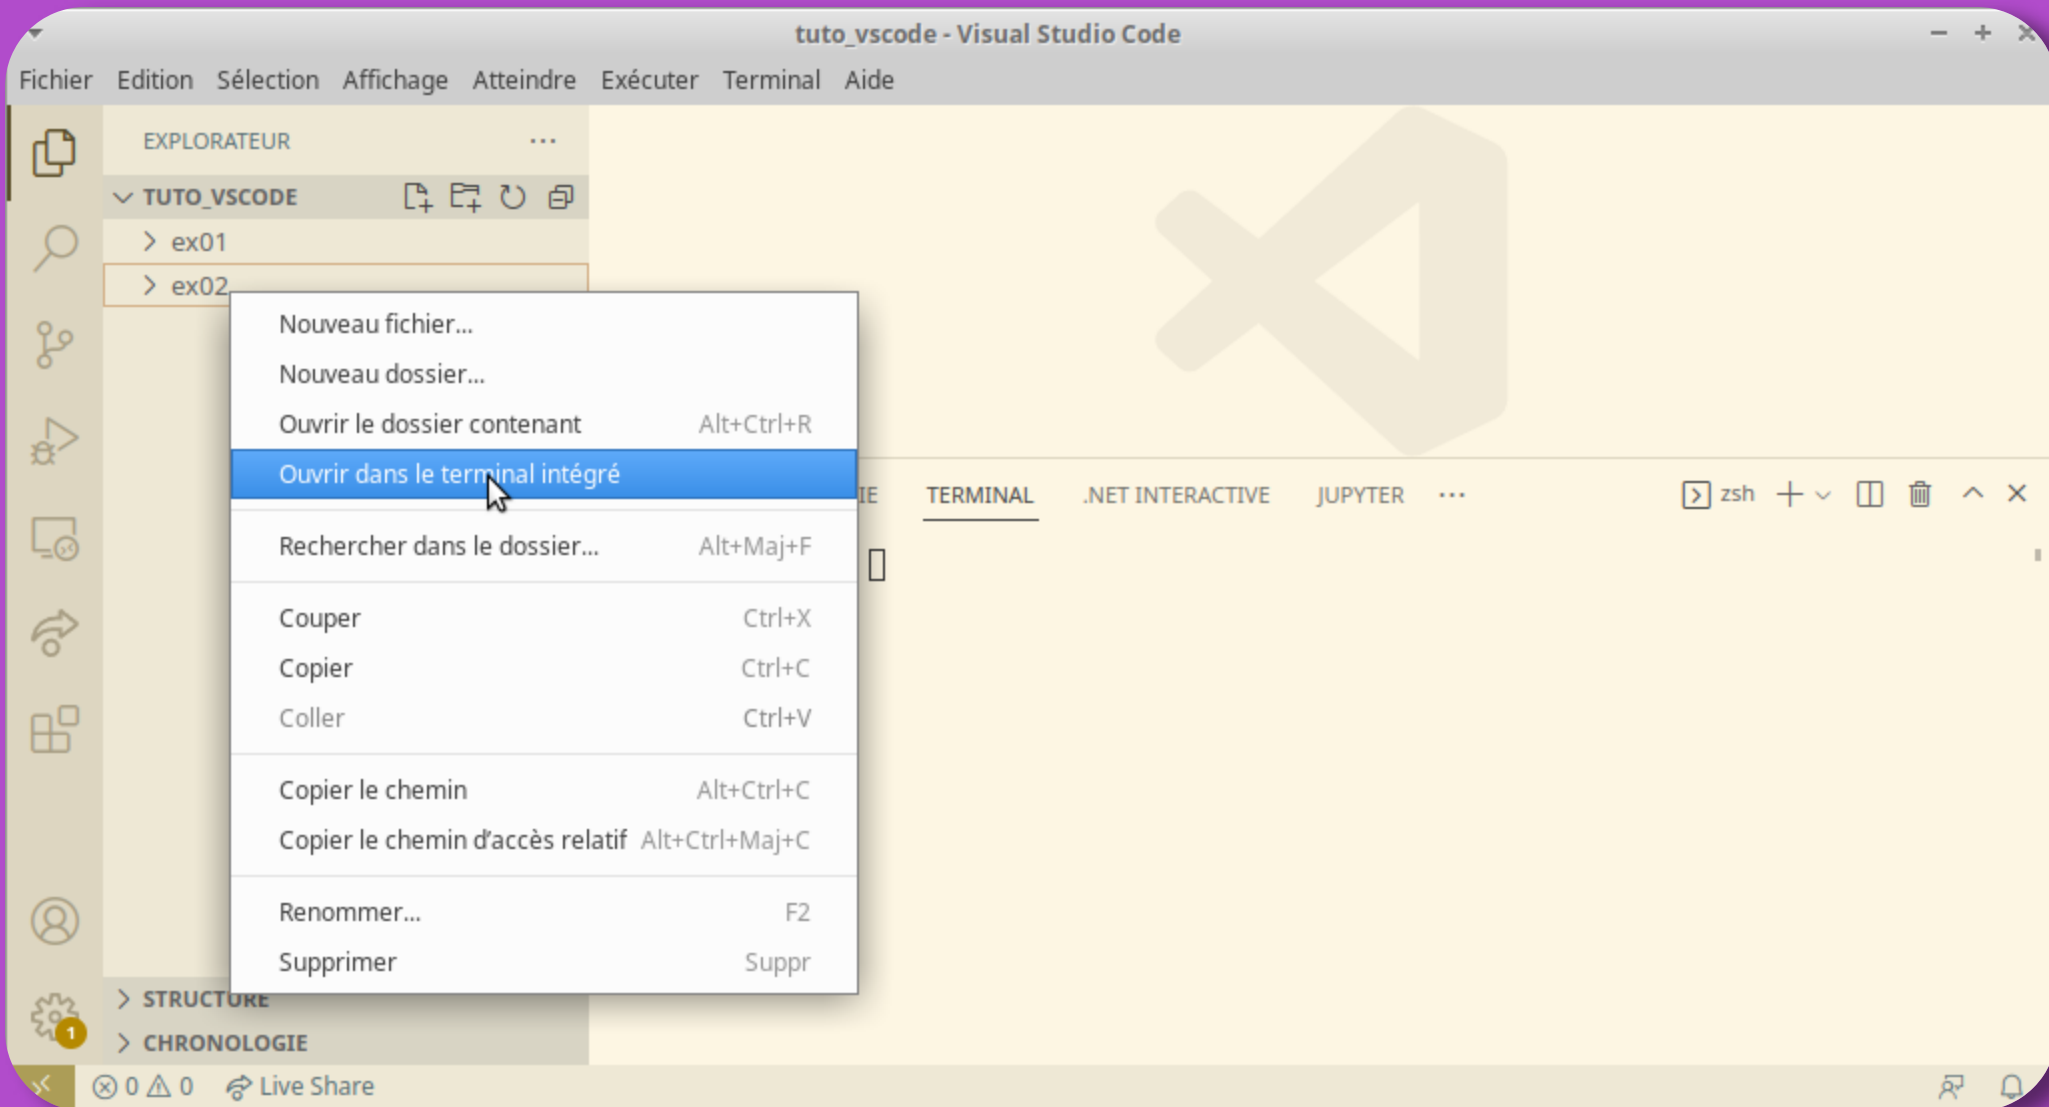 tuto_vscode - Visual Studio Code
Fichier Edition Sélection Affichage Atteindre Exécuter Terminal Aide
EXPLORATEUR
TUTO_VSCODE
ex01
ex02
Nouveau fichier...
Nouveau dossier...
Ouvrir le dossier contenant Alt+Ctrl+R
Ouvrir dans le terminal intégré
Rechercher dans le dossier... Alt+Maj+F
Couper Ctrl+X
Copier Ctrl+C
Coller Ctrl+V
Copier le chemin Alt+Ctrl+C
Copier le chemin d'accès relatif Alt+Ctrl+Maj+C
Renommer... F2
Supprimer Suppr
IE TERMINAL .NET INTERACTIVE JUPYTER ... zsh
STRUCTURE
CHRONOLOGIE
1
0 0 Live Share